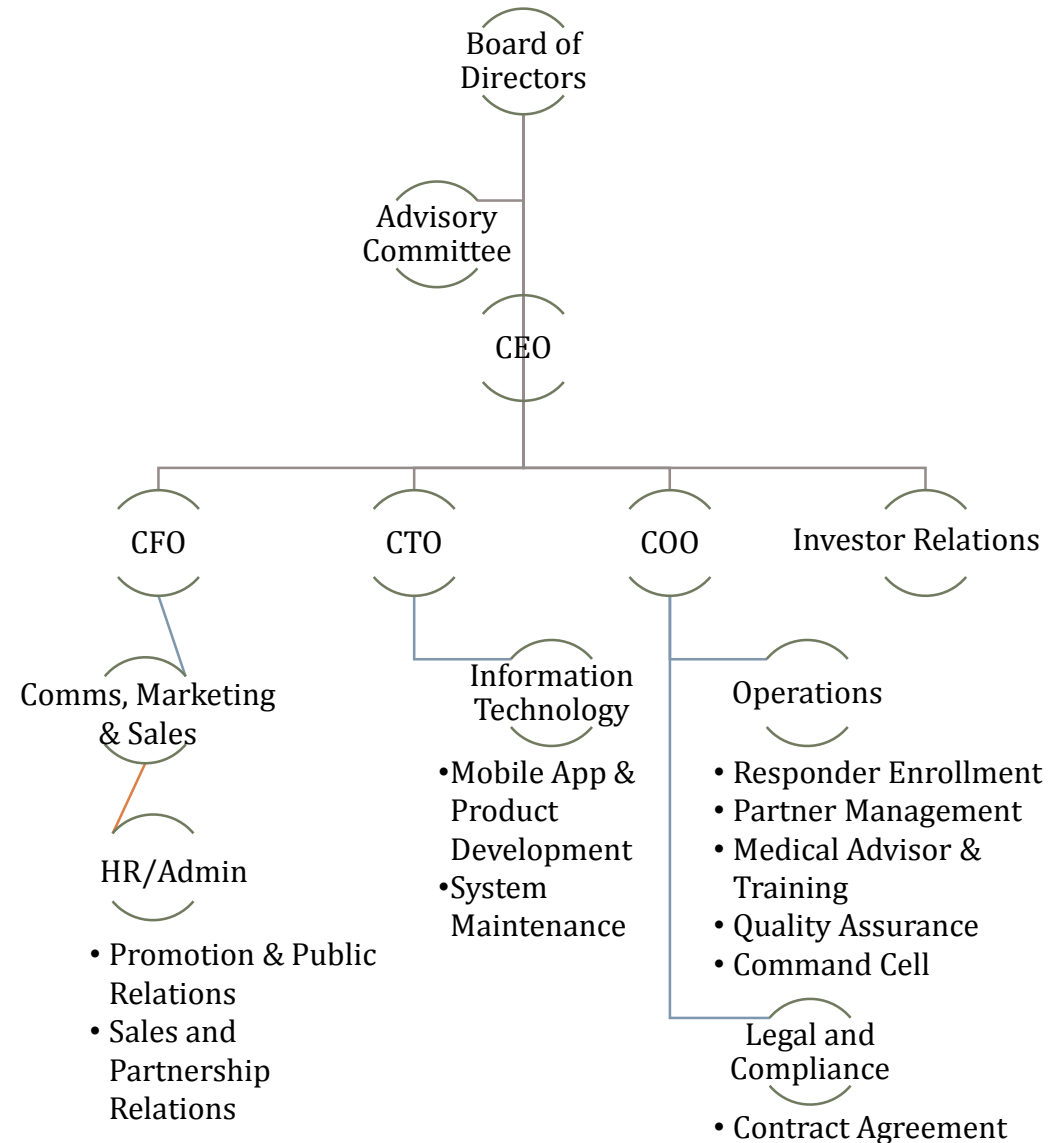 Board of
Directors
Advisory
Committee
CEO
CFO
CTO
COO
Investor Relations
Comms, Marketing
& Sales
HR/Admin
• Promotion & Public
Relations
• Sales and
Partnership
Relations
Information
Technology
•Mobile App &
Product
Development
•System
Maintenance
Operations
• Responder Enrollment
• Partner Management
• Medical Advisor &
Training
• Quality Assurance
• Command Cell
Legal and
Compliance
• Contract Agreement